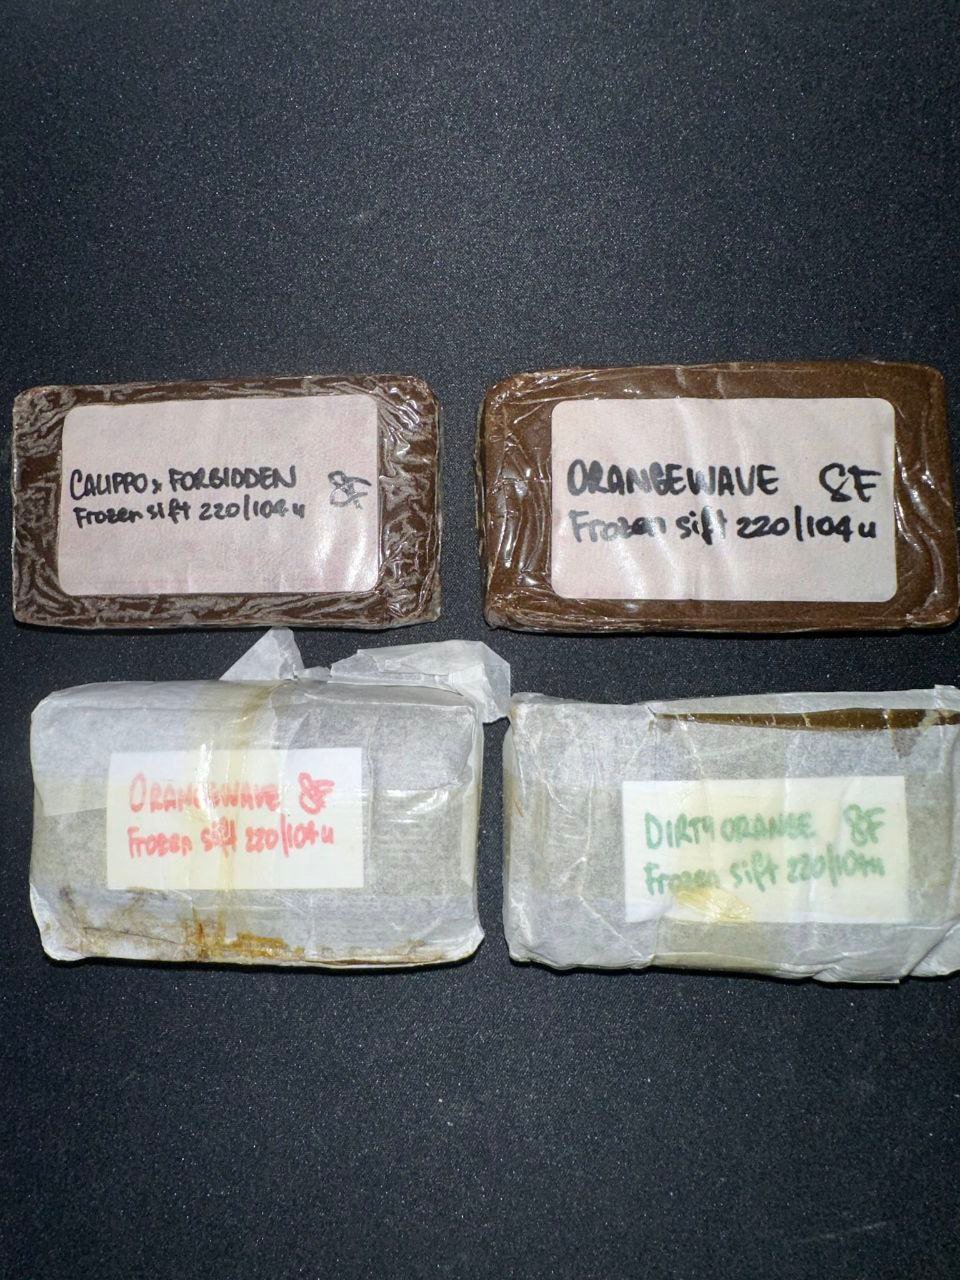 CALIPPO x FORBIDDEN 8F
Frozen sift 220/104u
ORANGEWAVE 8F
Frozen sift 220/104u
ORANGEWAVE 8F
Frozen sift 220/104u
DIRTY ORANGE 8F
Frozen sift 220/104u